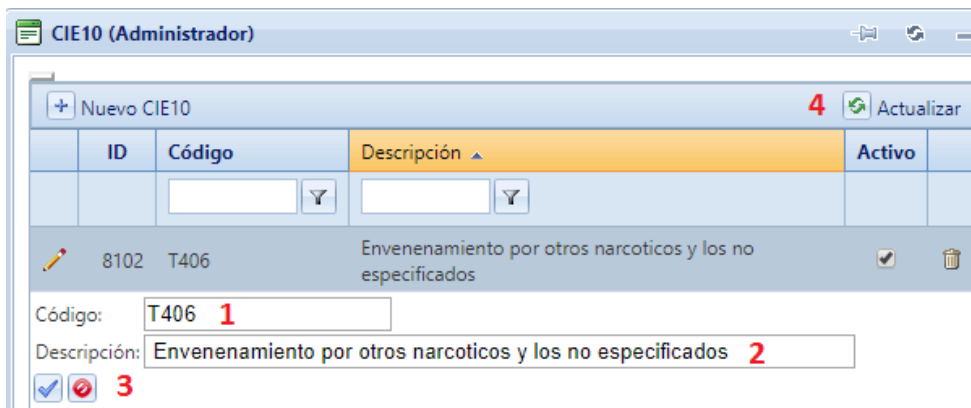 CIE10 (Administrador)
Nuevo CIE10 4 Actualizar
ID Código Descripción Activo
8102 T406 Envenenamiento por otros narcoticos y los no
especificados
Código: T406 1
Descripción: Envenenamiento por otros narcoticos y los no especificados 2
3